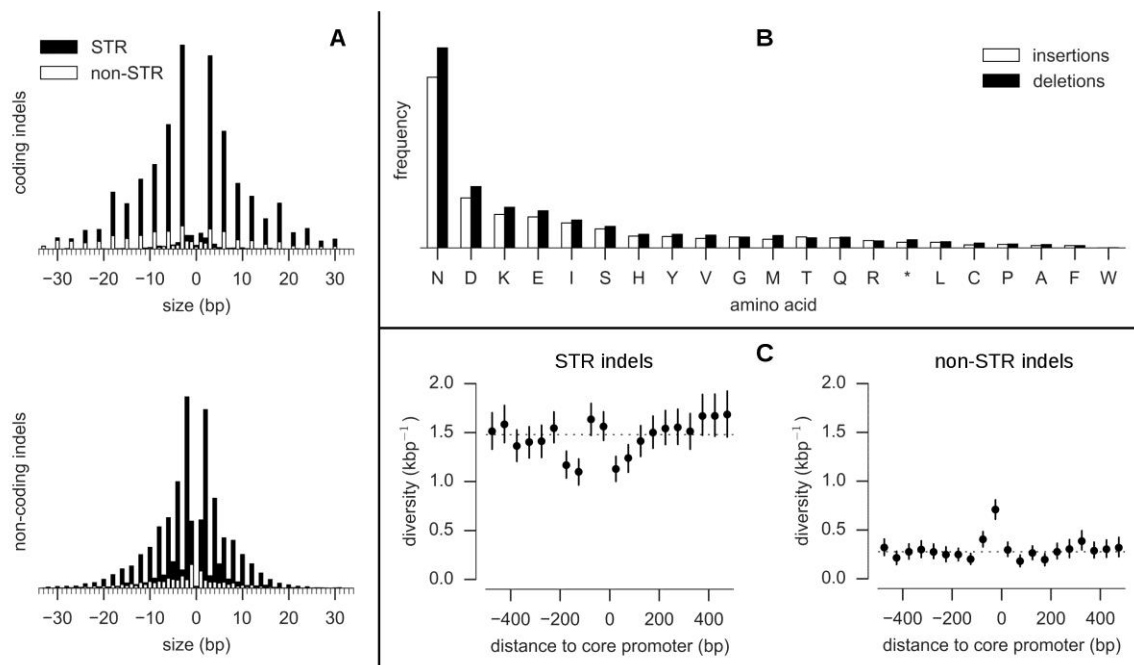 A
STR
non-STR
coding indels
−30 −20 −10 0 10 20 30
size (bp)
non-coding indels
−30 −20 −10 0 10 20 30
size (bp)
B
insertions
deletions
frequency
N D K E I S H Y V G M T Q R * L C P A F W
amino acid
C
STR indels
2.0
1.5
1.0
0.5
0.0
diversity (kbp⁻¹)
−400 −200 0 200 400
distance to core promoter (bp)
non-STR indels
2.0
1.5
1.0
0.5
0.0
diversity (kbp⁻¹)
−400 −200 0 200 400
distance to core promoter (bp)